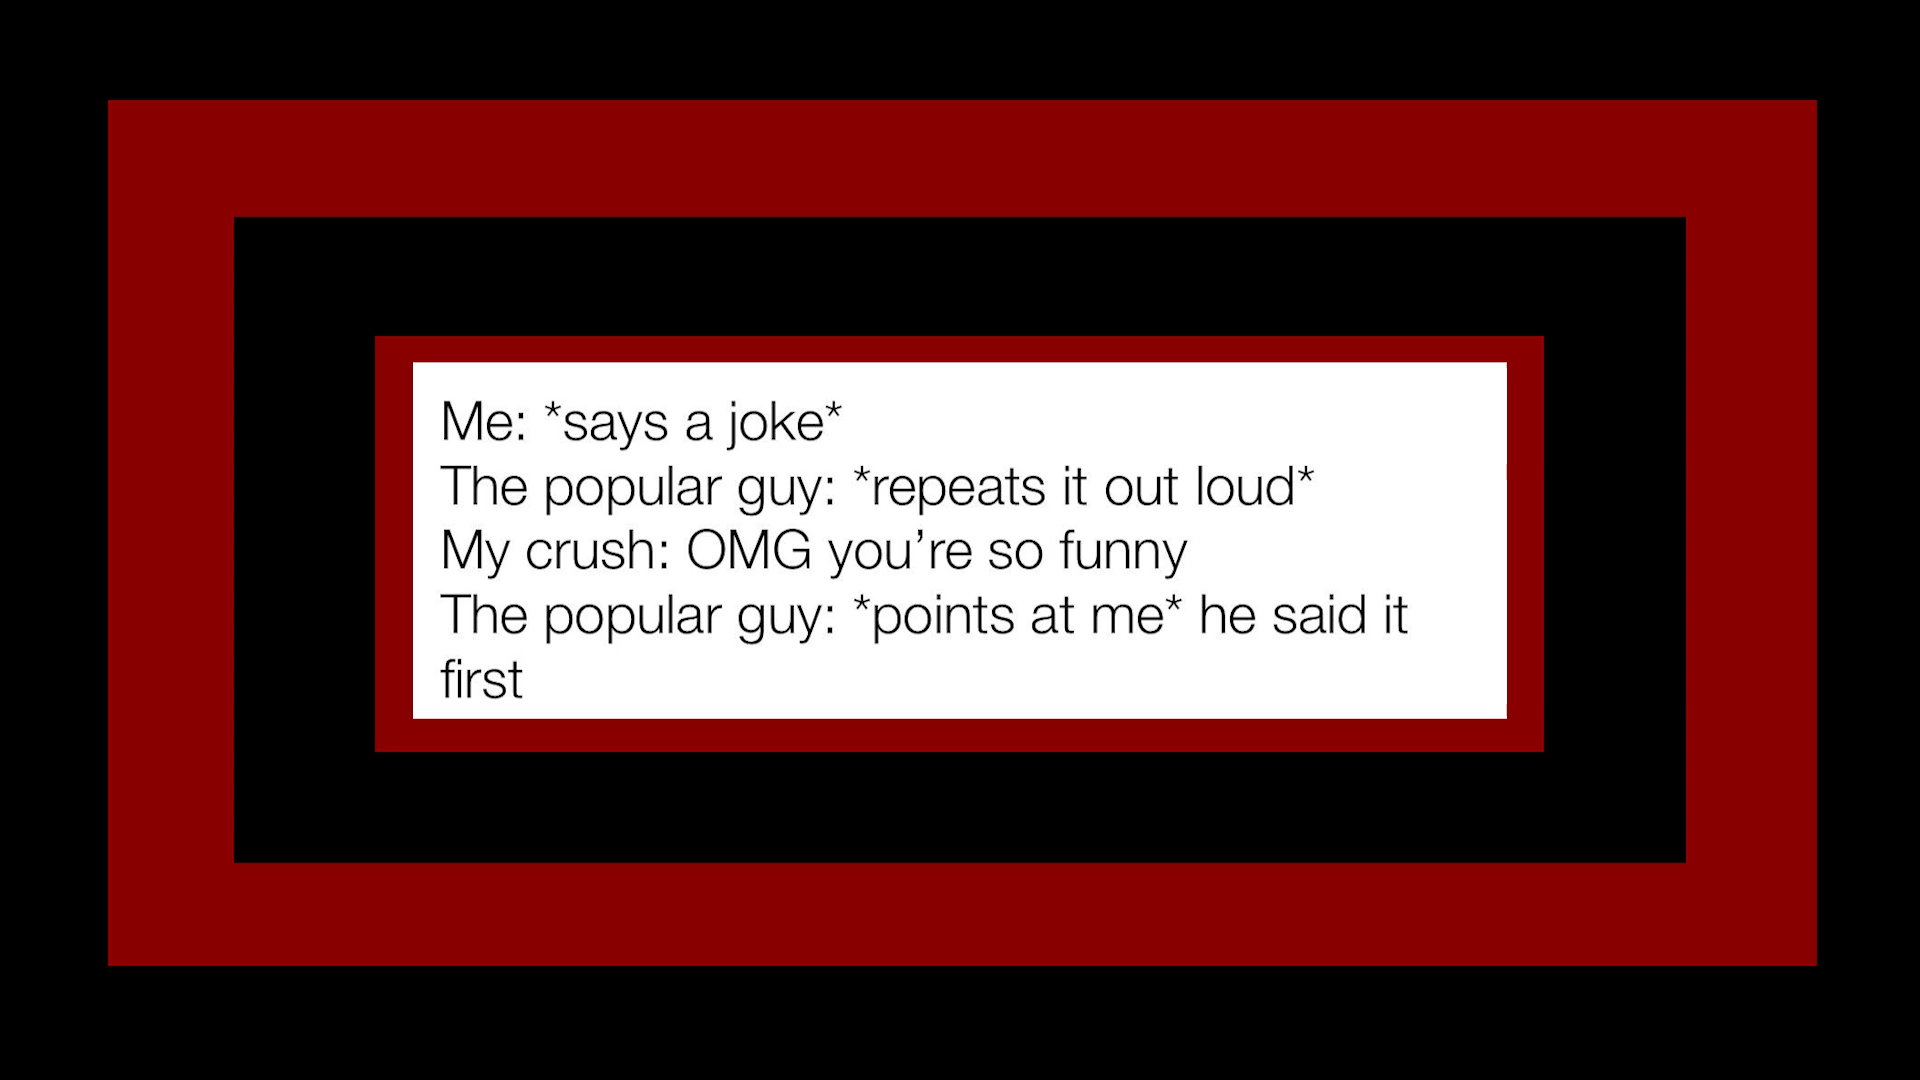 Me: *says a joke*
The popular guy: *repeats it out loud*
My crush: OMG you’re so funny
The popular guy: *points at me* he said it
first